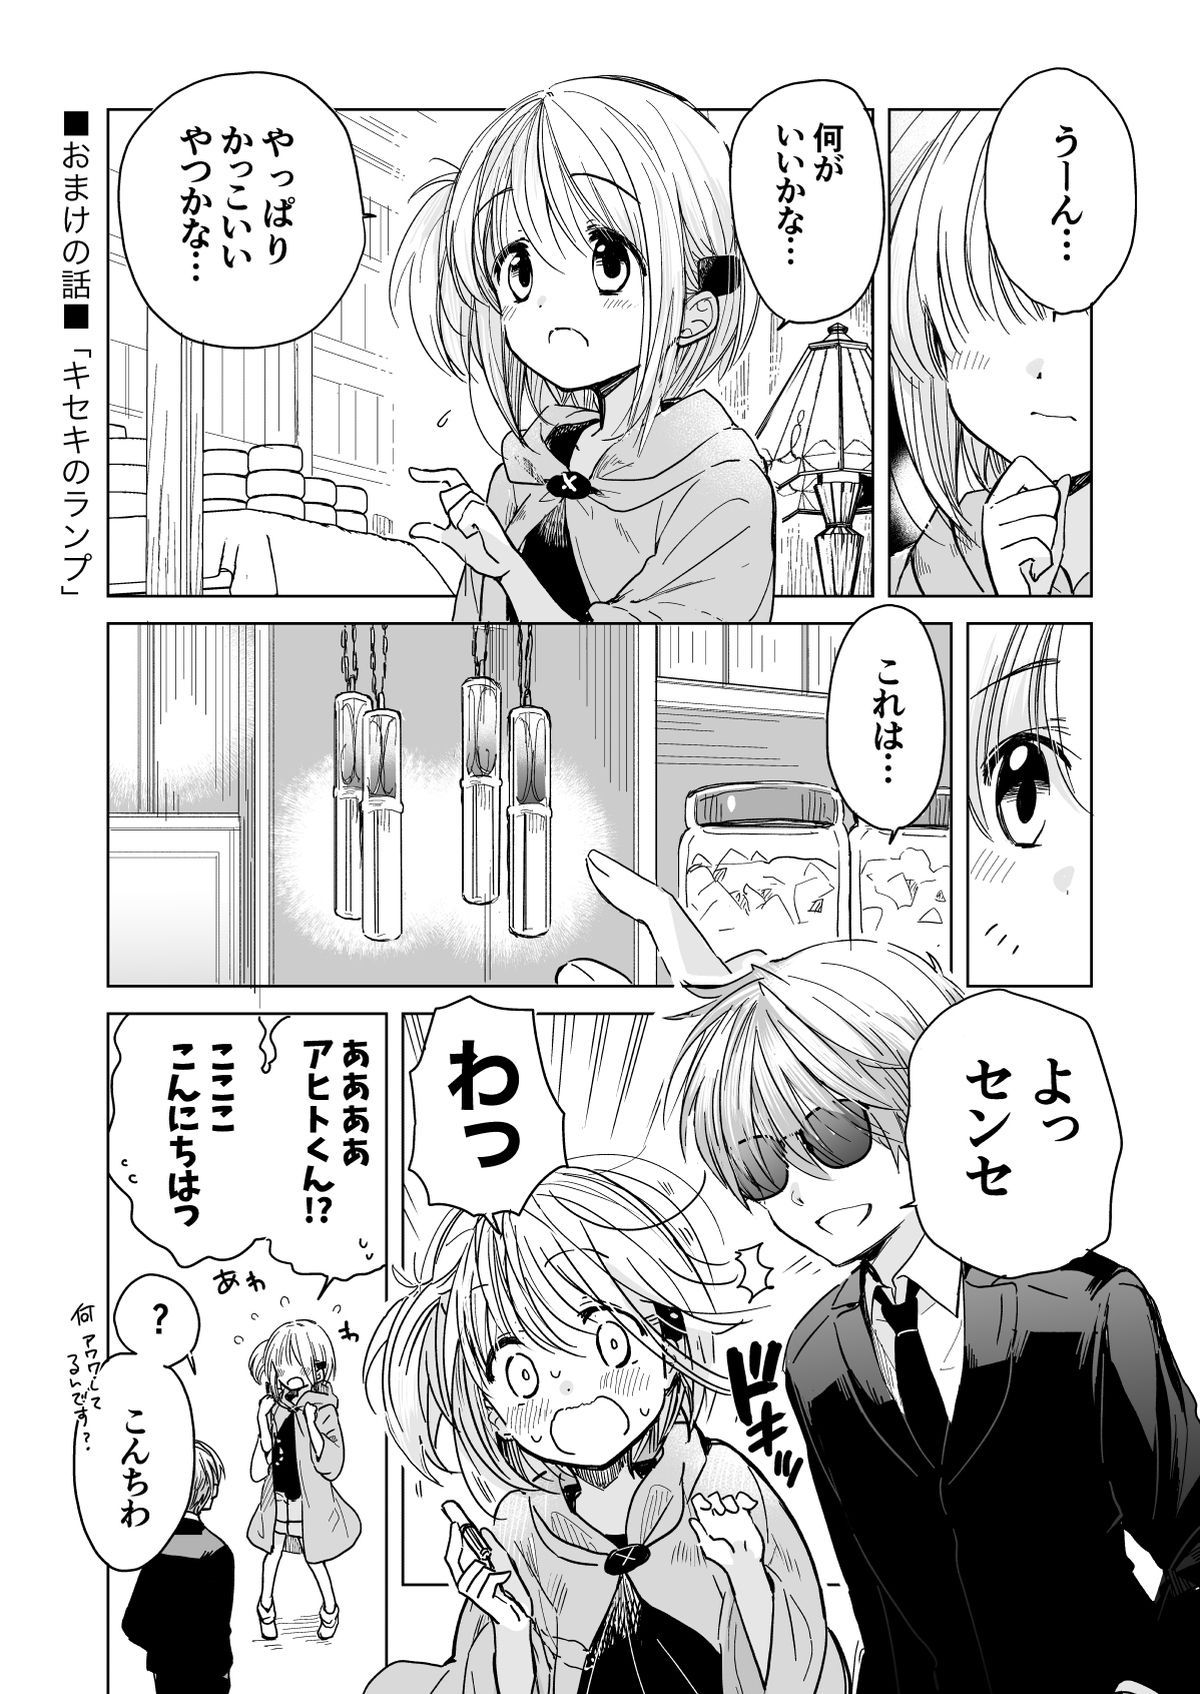 ■おまけの話■「キセキのランプ」
うーん…
何が
いいかな…
やっぱり
かっこいい
やつかな…
これは…
よっ
センセ
わっ
ドキッ
ああああ
アヒトくん!?
こここ
こんにちはっ
あわ
わ
?
こんちわ
何アワワして
るんです?